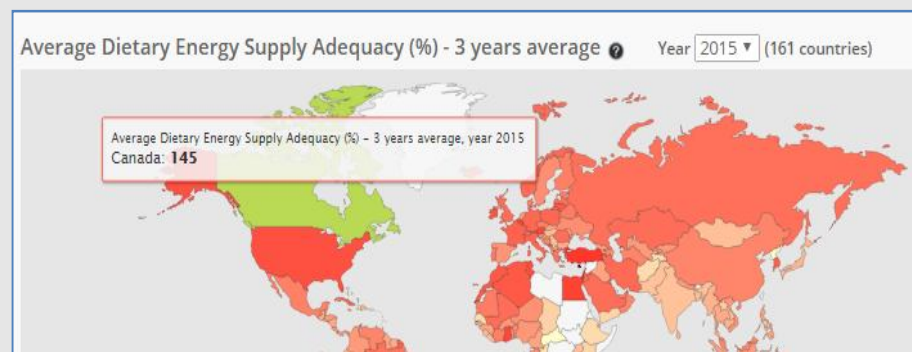 Average Dietary Energy Supply Adequacy (%) - 3 years average ? Year 2015 ▼ (161 countries)
Average Dietary Energy Supply Adequacy (%) – 3 years average, year 2015
Canada: 145